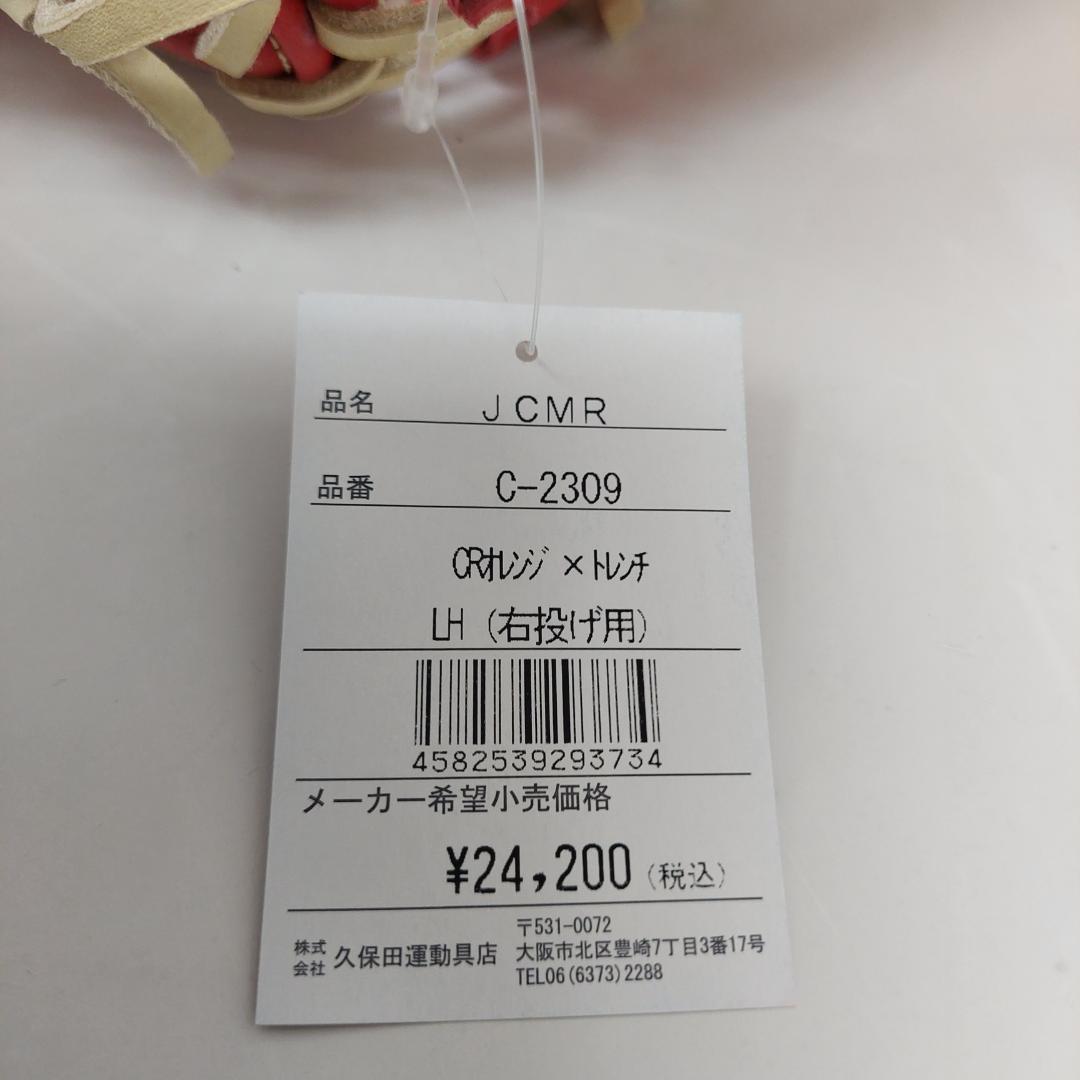 品名 JCMR
品番 C-2309
CRオレンジ × トレンチ
LH (右投げ用)
4582539293734
メーカー希望小売価格
¥24,200 (税込)
株式会社 久保田運動具店
〒531-0072
大阪市北区豊崎7丁目3番17号
TEL06(6373)2288